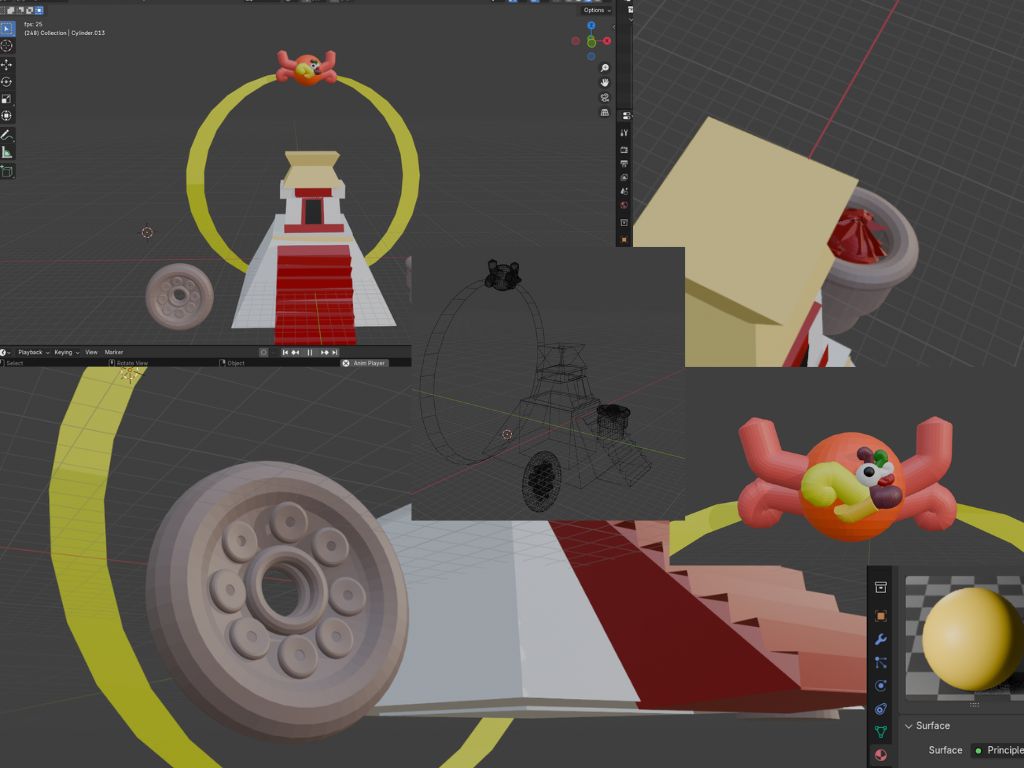 Options
fps: 25
(248) Collection | Cylinder.013
Playback
Keying
View
Marker
Select
Rotate View
Object
Anim Player
Surface
Surface
Principle